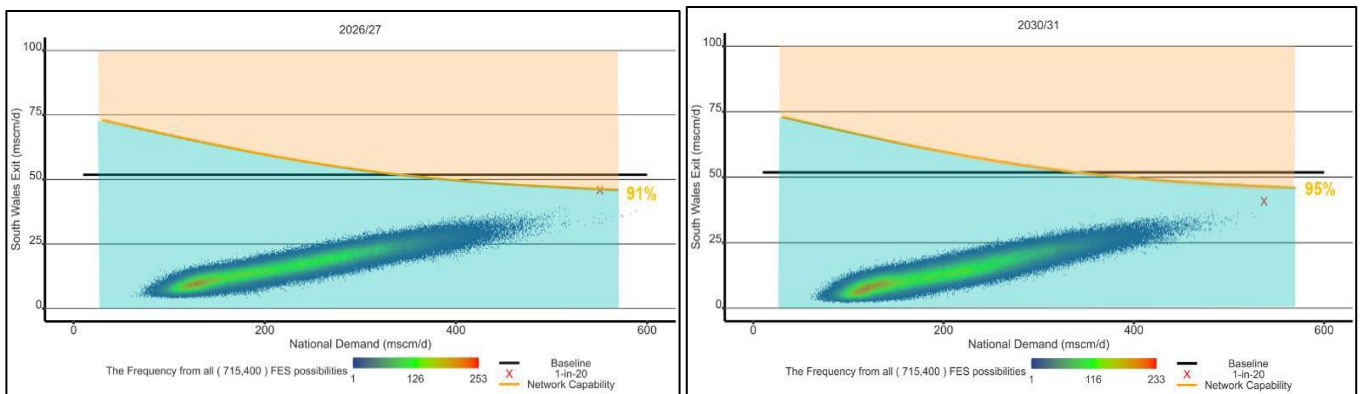 2026/27
100
75
50
25
0
South Wales Exit (mscm/d)
91%
0
200
400
600
National Demand (mscm/d)
The Frequency from all ( 715,400 ) FES possibilities
1
126
253
Baseline
X 1-in-20
Network Capability
2030/31
100
75
50
25
0
South Wales Exit (mscm/d)
95%
0
200
400
600
National Demand (mscm/d)
The Frequency from all ( 715,400 ) FES possibilities
1
116
233
Baseline
X 1-in-20
Network Capability